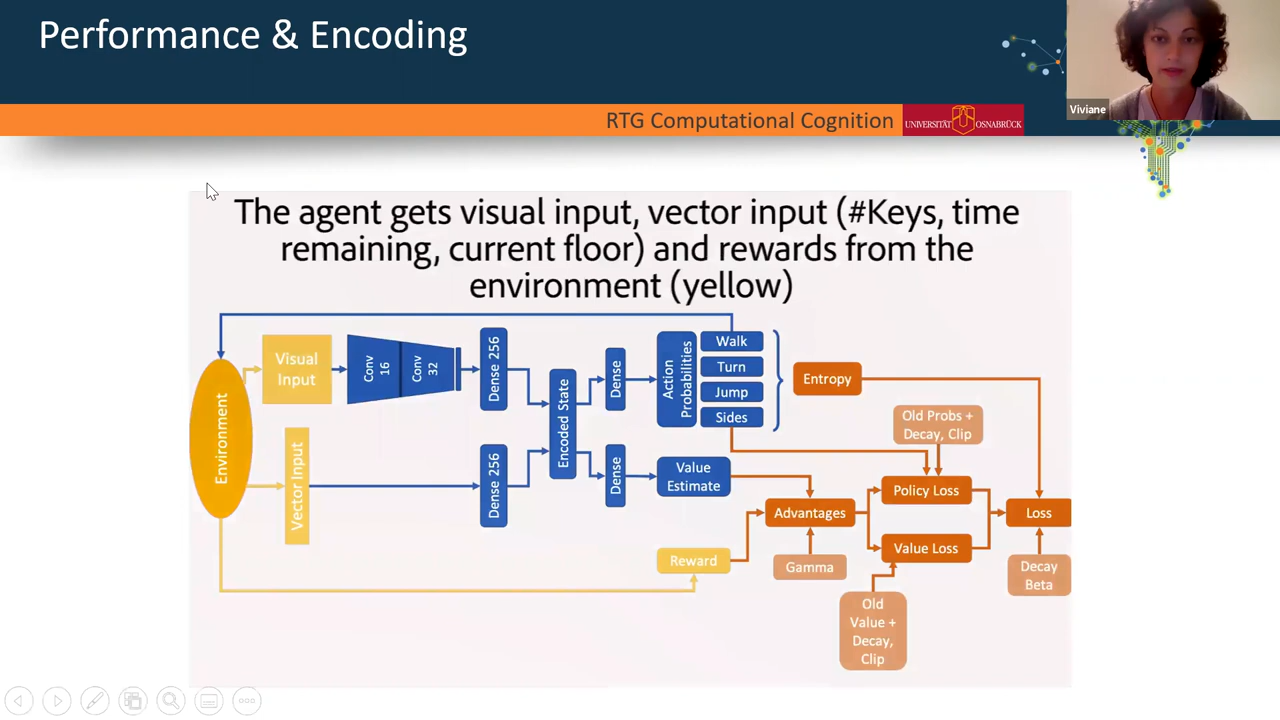 Performance & Encoding
Viviane
RTG Computational Cognition
UNIVERSITÄT OSNABRÜCK
The agent gets visual input, vector input (#Keys, time
remaining, current floor) and rewards from the
environment (yellow)
Environment
Visual
Input
Vector Input
Conv
16
Conv
32
Dense 256
Dense 256
Encoded State
Dense
Dense
Action
Probabilities
Walk
Turn
Jump
Sides
Value
Estimate
Reward
Entropy
Advantages
Gamma
Old Probs +
Decay, Clip
Policy Loss
Value Loss
Old
Value +
Decay,
Clip
Loss
Decay
Beta